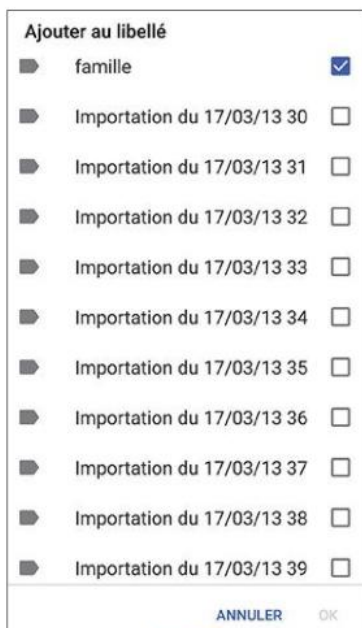 Ajouter au libellé
famille
Importation du 17/03/13 30
Importation du 17/03/13 31
Importation du 17/03/13 32
Importation du 17/03/13 33
Importation du 17/03/13 34
Importation du 17/03/13 35
Importation du 17/03/13 36
Importation du 17/03/13 37
Importation du 17/03/13 38
Importation du 17/03/13 39
ANNULER OK